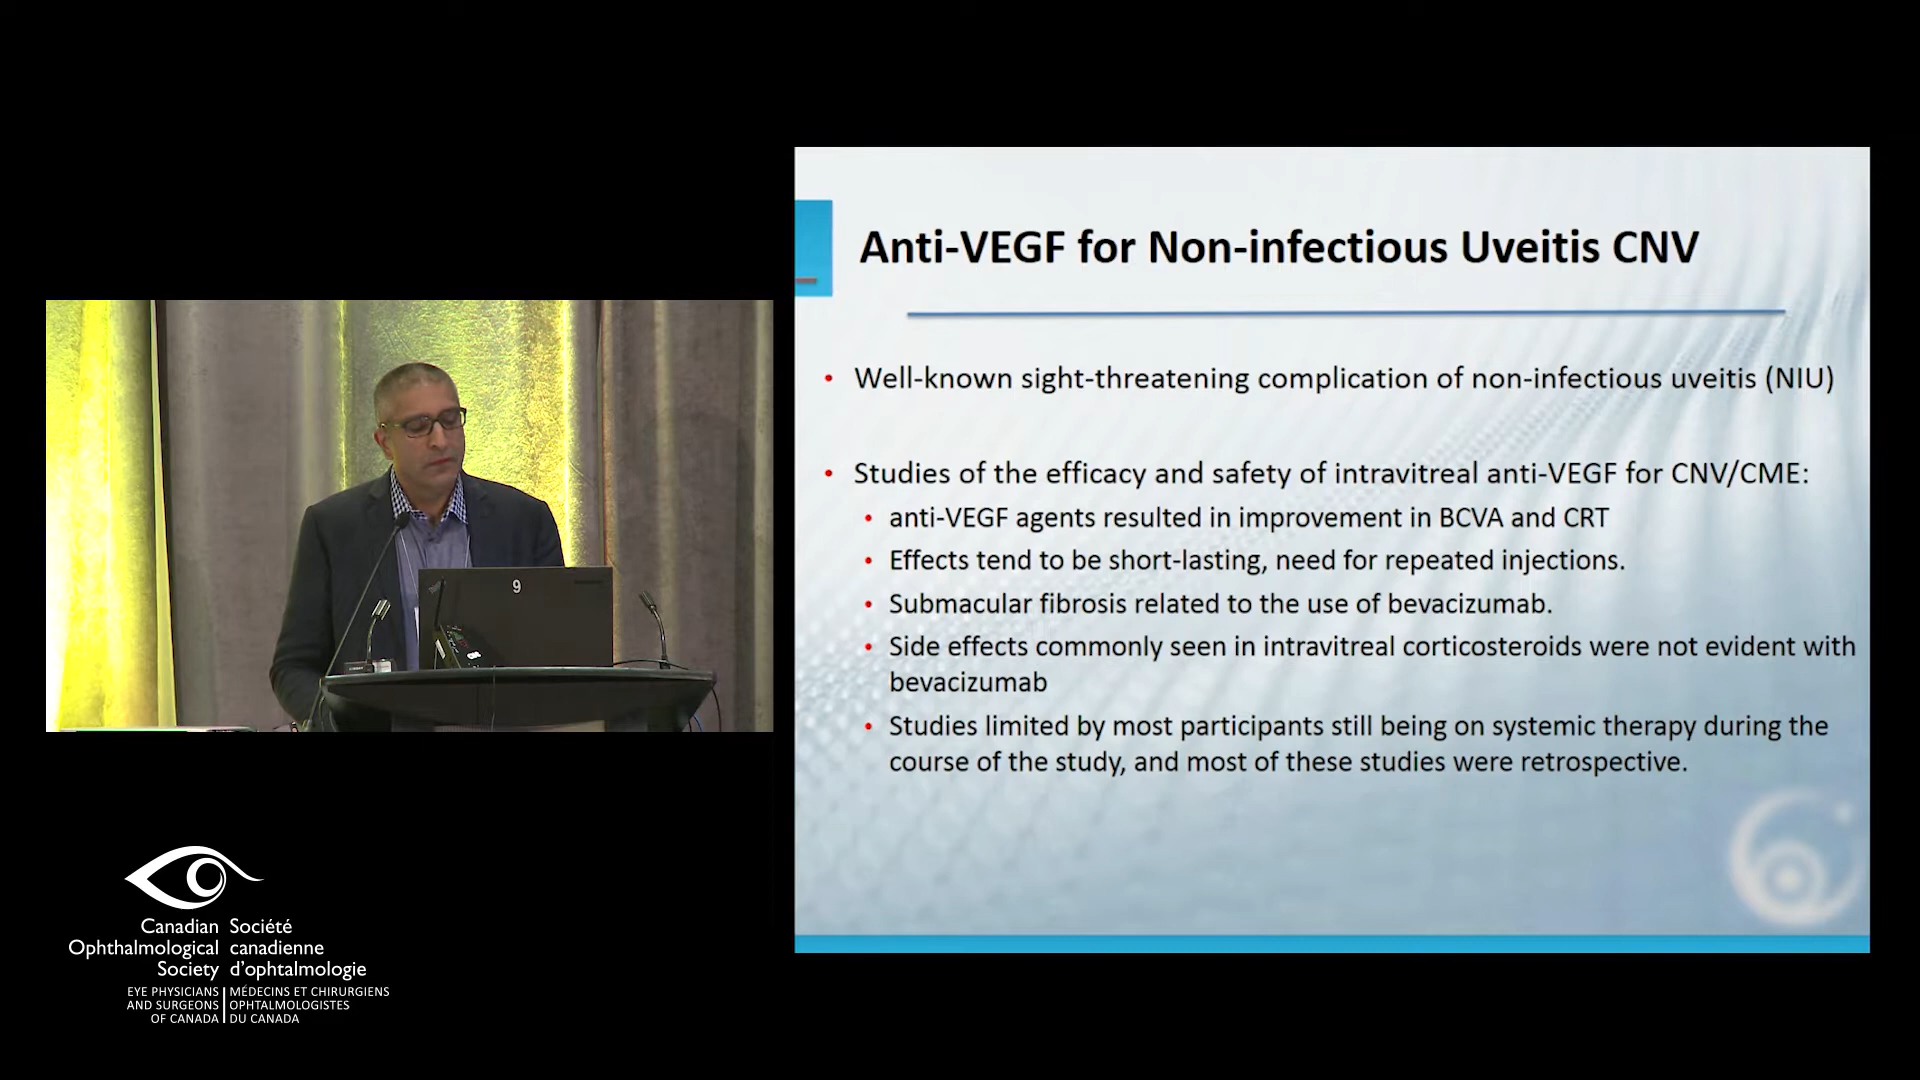 Anti-VEGF for Non-infectious Uveitis CNV
• Well-known sight-threatening complication of non-infectious uveitis (NIU)
• Studies of the efficacy and safety of intravitreal anti-VEGF for CNV/CME:
• anti-VEGF agents resulted in improvement in BCVA and CRT
• Effects tend to be short-lasting, need for repeated injections.
• Submacular fibrosis related to the use of bevacizumab.
• Side effects commonly seen in intravitreal corticosteroids were not evident with
bevacizumab
• Studies limited by most participants still being on systemic therapy during the
course of the study, and most of these studies were retrospective.
9
Canadian
Ophthalmological
Society
EYE PHYSICIANS
AND SURGEONS
OF CANADA
Société
canadienne
d'ophtalmologie
MÉDECINS ET CHIRURGIENS
OPHTALMOLOGISTES
DU CANADA